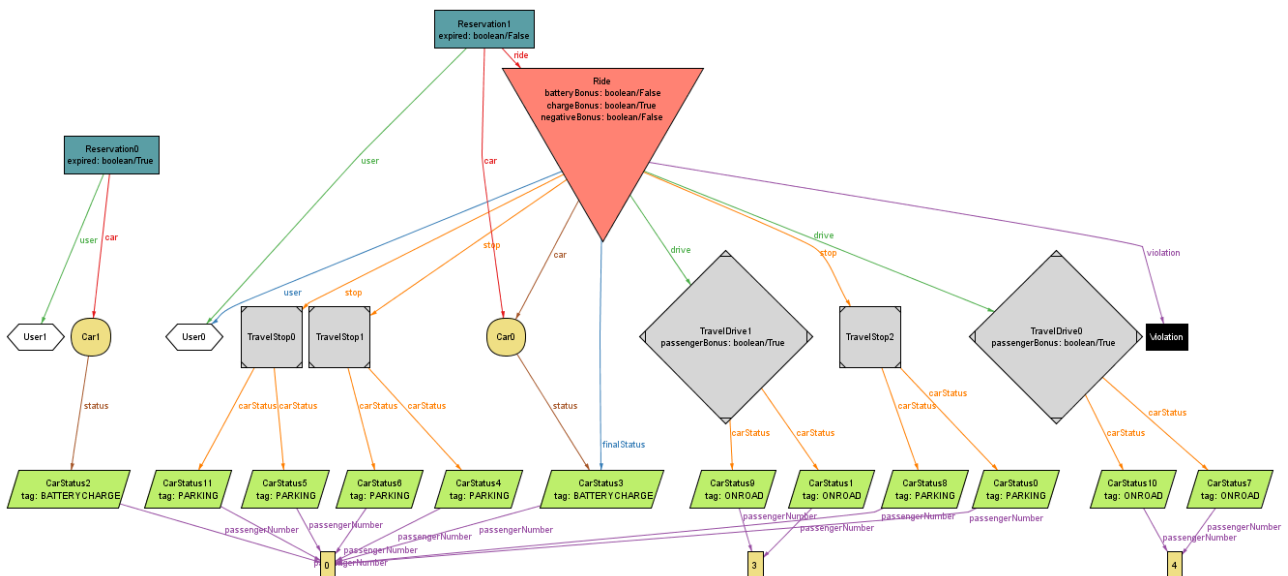 Reservation1
expired: boolean/False
ride
Ride
batteryBonus: boolean/False
chargeBonus: boolean/True
negativeBonus: boolean/False
Reservation0
expired: boolean/True
user
car
user
car
stop
drive
drive
stop
violation
car
user
stop
User1
Car1
User0
TravelStop0
TravelStop1
Car0
TravelDrive1
passengerBonus: boolean/True
TravelStop2
TravelDrive0
passengerBonus: boolean/True
Violation
status
carStatus
carStatus
carStatus
carStatus
status
finalStatus
carStatus
carStatus
carStatus
carStatus
carStatus
carStatus
CarStatus2
tag: BATTERYCHARGE
CarStatus11
tag: PARKING
CarStatus5
tag: PARKING
CarStatus6
tag: PARKING
CarStatus4
tag: PARKING
CarStatus3
tag: BATTERYCHARGE
CarStatus9
tag: ONROAD
CarStatus1
tag: ONROAD
CarStatus8
tag: PARKING
CarStatus0
tag: PARKING
CarStatus10
tag: ONROAD
CarStatus7
tag: ONROAD
passengerNumber
passengerNumber
passengerNumber
passengerNumber
passengerNumber
passengerNumber
passengerNumber
passengerNumber
passengerNumber
passengerNumber
passengerNumber
passengerNumber
0
3
4